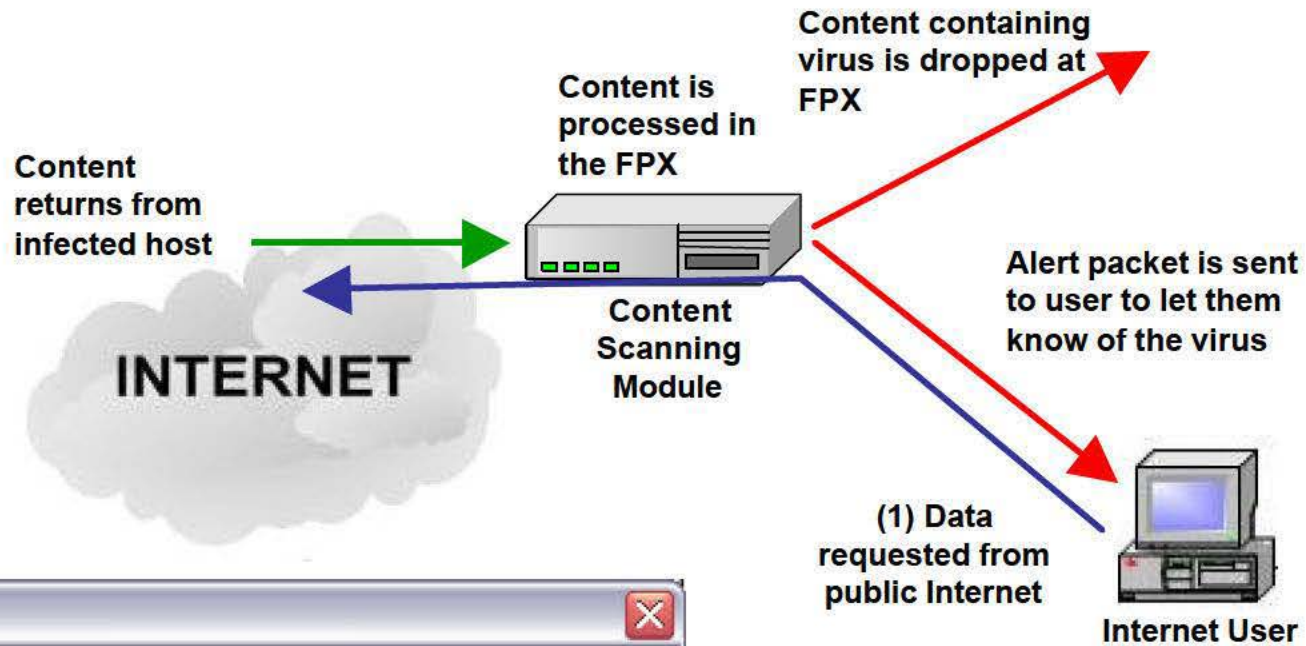 Content containing
virus is dropped at
FPX
Content is
processed in
the FPX
Content
returns from
infected host
Alert packet is sent
to user to let them
know of the virus
Content
Scanning
Module
INTERNET
(1) Data
requested from
public Internet
Internet User